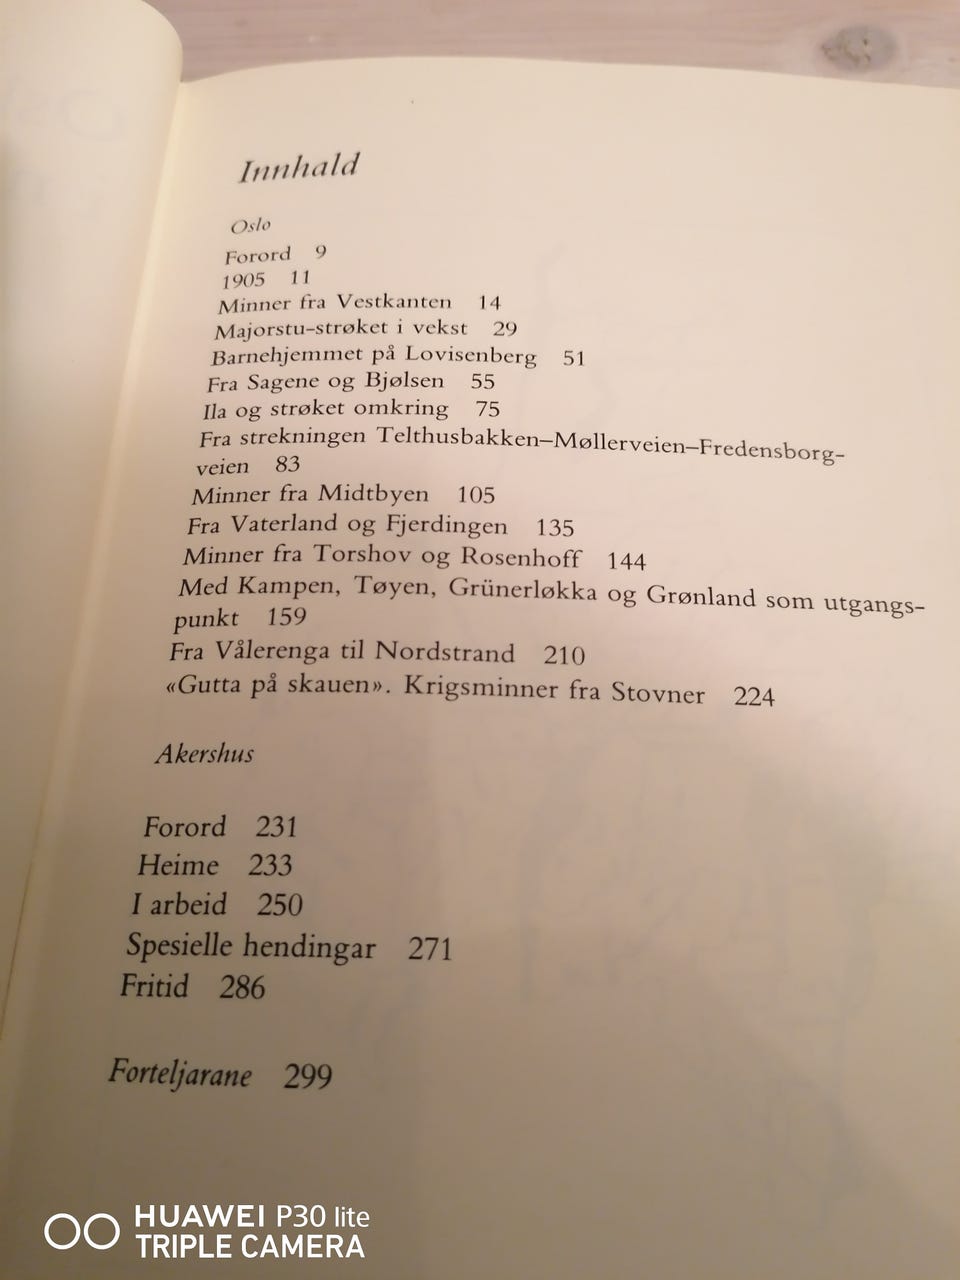 Innhald
Oslo
Forord 9
1905 11
Minner fra Vestkanten 14
Majorstu-strøket i vekst 29
Barnehjemmet på Lovisenberg 51
Fra Sagene og Bjølsen 55
Ila og strøket omkring 75
Fra strekningen Telthusbakken–Møllerveien–Fredensborg-
veien 83
Minner fra Midtbyen 105
Fra Vaterland og Fjerdingen 135
Minner fra Torshov og Rosenhoff 144
Med Kampen, Tøyen, Grünerløkka og Grønland som utgangs-
punkt 159
Fra Vålerenga til Nordstrand 210
«Gutta på skauen». Krigsminner fra Stovner 224
Akershus
Forord 231
Heime 233
I arbeid 250
Spesielle hendingar 271
Fritid 286
Forteljarane 299
HUAWEI P30 lite
TRIPLE CAMERA